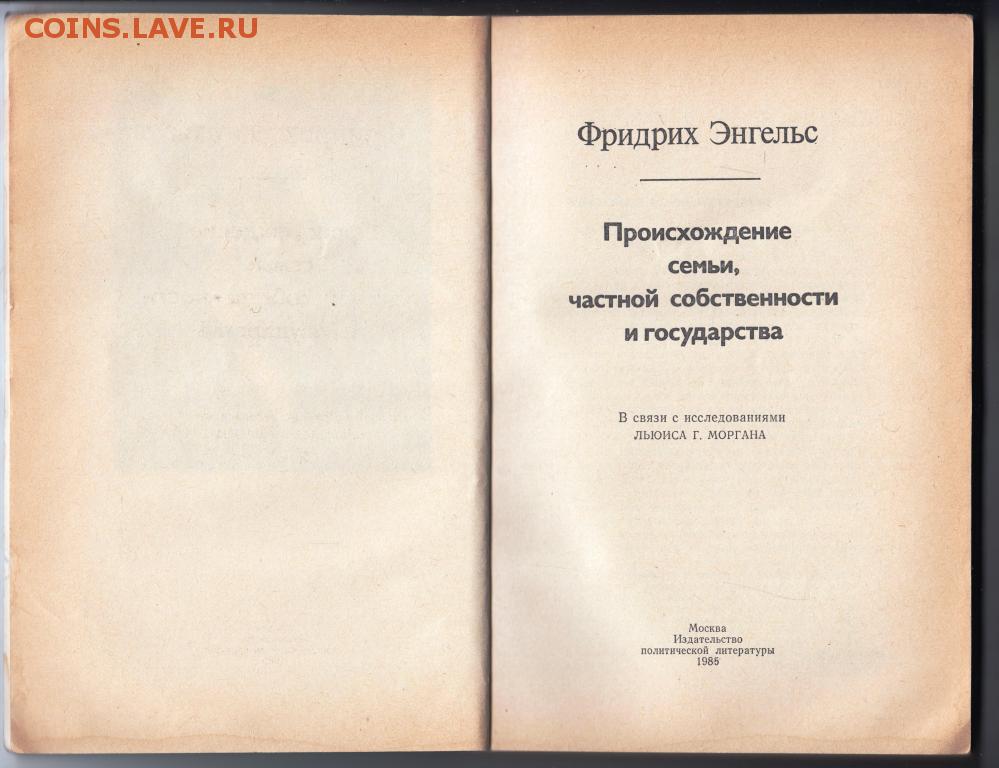 COINS.LAVE.RU
Фридрих Энгельс
Происхождение
семьи,
частной собственности
и государства
В связи с исследованиями
ЛЬЮИСА Г. МОРГАНА
Москва
Издательство
политической литературы
1985